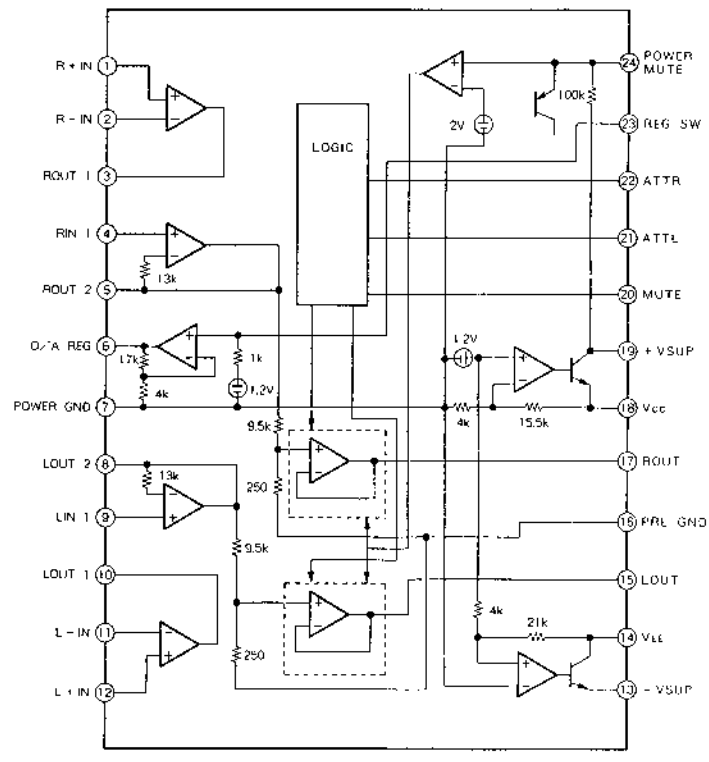 R + IN 1
R - IN 2
ROUT 1 3
RIN 1 4
13k
ROUT 2 5
D/TA REG 6
17k
4k
1k
1.2V
POWER GND 7
9.5k
LOUT 2 8
13k
250
LIN 1 9
9.5k
LOUT 1 10
L - IN 11
250
L + IN 12
LOGIC
2V
100k
24 POWER
MUTE
23 REG SW
22 ATTR
21 ATTL
20 MUTE
1.2V
19 + VSUP
4k
15.5k
18 Vcc
17 ROUT
16 PRE GND
15 LOUT
4k
21k
14 VEE
13 - VSUP